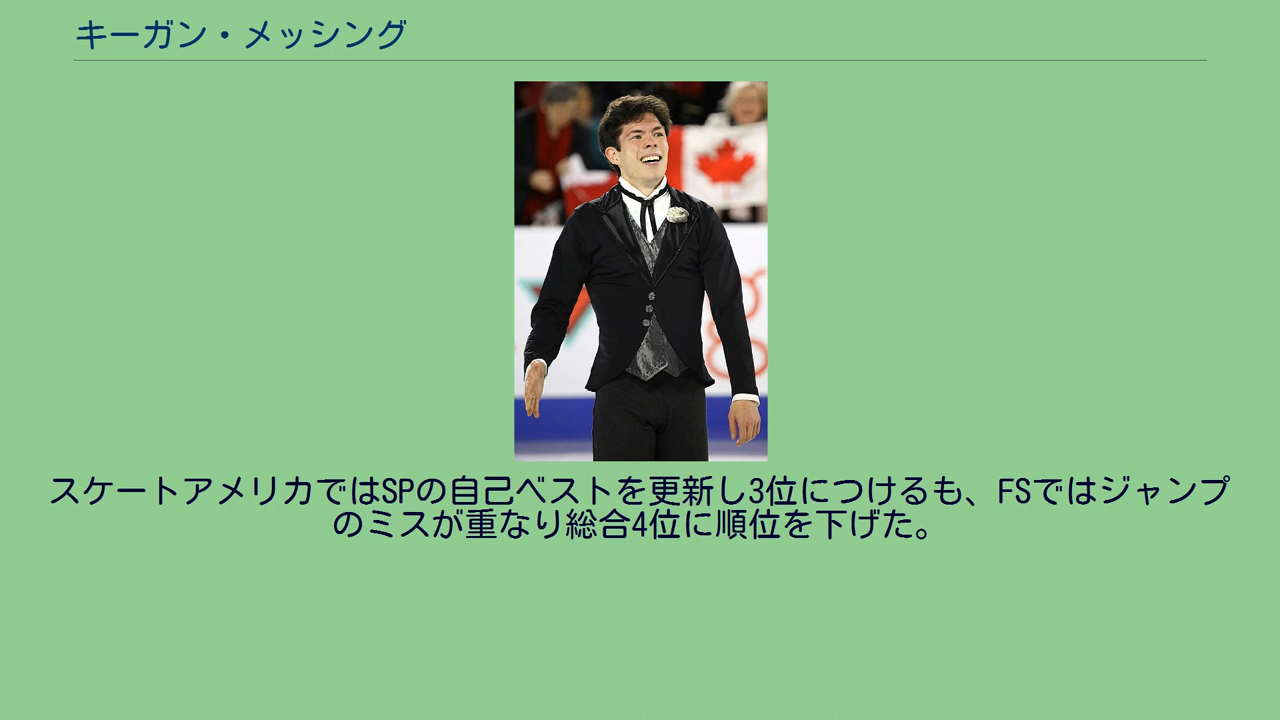 キーガン・メッシング
スケートアメリカではSPの自己ベストを更新し3位につけるも、FSではジャンプ
のミスが重なり総合4位に順位を下げた。